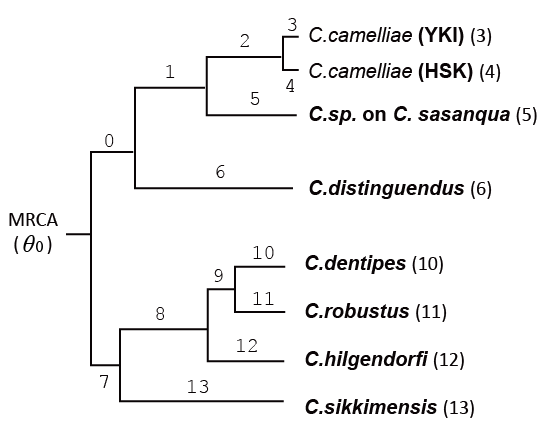 3
2
C.camelliae (YKI) (3)
1
C.camelliae (HSK) (4)
4
5
C.sp. on C. sasanqua (5)
0
6
C.distinguendus (6)
MRCA
(θ0)
10
C.dentipes (10)
9
11
C.robustus (11)
8
12
C.hilgendorfi (12)
7
13
C.sikkimensis (13)